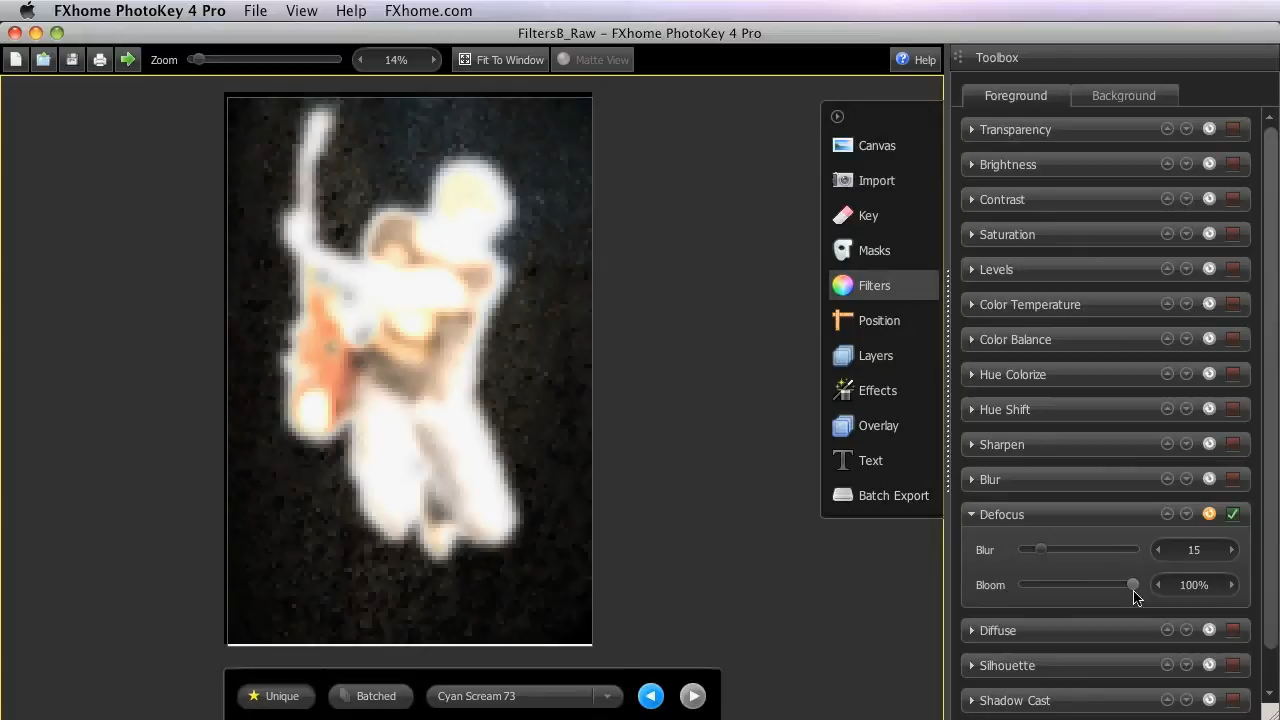 FXhome PhotoKey 4 Pro File View Help FXhome.com
FiltersB_Raw – FXhome PhotoKey 4 Pro
Zoom 14% Fit To Window Matte View ? Help
Toolbox
Foreground Background
Canvas
Import
Key
Masks
Filters
Position
Layers
Effects
Overlay
Text
Batch Export
Transparency
Brightness
Contrast
Saturation
Levels
Color Temperature
Color Balance
Hue Colorize
Hue Shift
Sharpen
Blur
Defocus
Blur 15
Bloom 100%
Diffuse
Silhouette
Shadow Cast
Unique Batched Cyan Scream 73